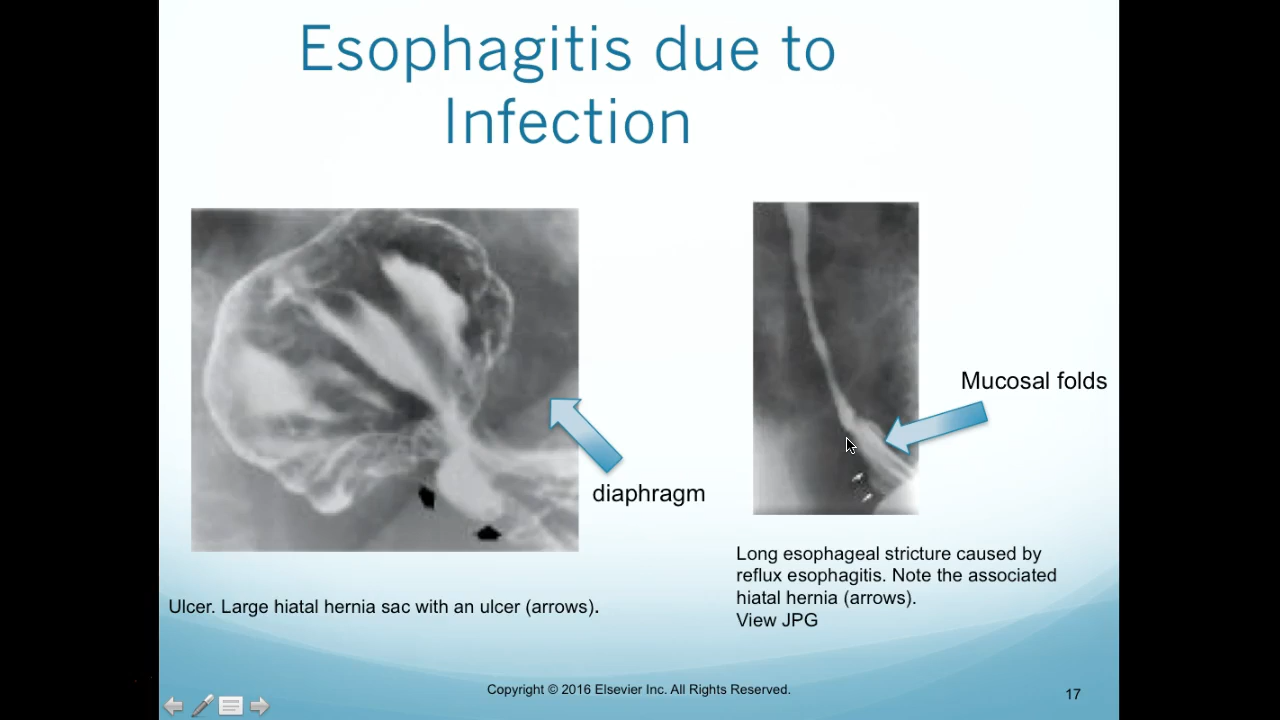 Esophagitis due to
Infection
Mucosal folds
diaphragm
Long esophageal stricture caused by
reflux esophagitis. Note the associated
hiatal hernia (arrows).
View JPG
Ulcer. Large hiatal hernia sac with an ulcer (arrows).
Copyright © 2016 Elsevier Inc. All Rights Reserved.
17